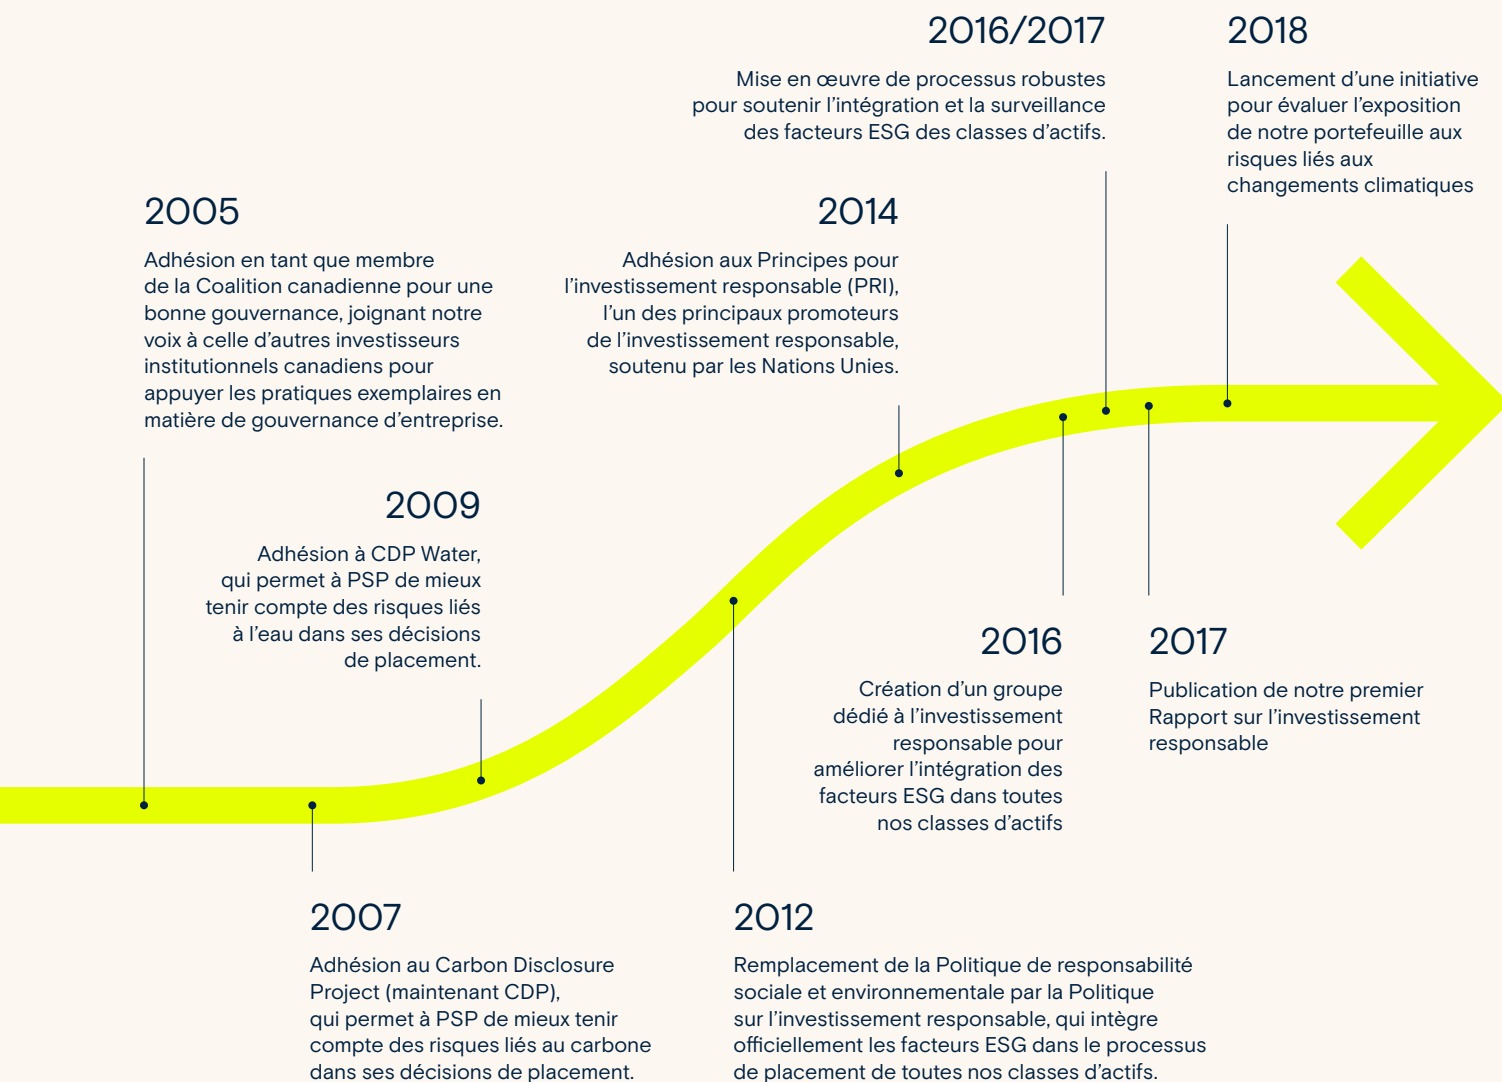 2005
Adhésion en tant que membre
de la Coalition canadienne pour une
bonne gouvernance, joignant notre
voix à celle d'autres investisseurs
institutionnels canadiens pour
appuyer les pratiques exemplaires en
matière de gouvernance d'entreprise.
2007
Adhésion au Carbon Disclosure
Project (maintenant CDP),
qui permet à PSP de mieux tenir
compte des risques liés au carbone
dans ses décisions de placement.
2009
Adhésion à CDP Water,
qui permet à PSP de mieux
tenir compte des risques liés
à l'eau dans ses décisions
de placement.
2012
Remplacement de la Politique de responsabilité
sociale et environnementale par la Politique
sur l'investissement responsable, qui intègre
officiellement les facteurs ESG dans le processus
de placement de toutes nos classes d'actifs.
2014
Adhésion aux Principes pour
l'investissement responsable (PRI),
l'un des principaux promoteurs
de l'investissement responsable,
soutenu par les Nations Unies.
2016
Création d'un groupe
dédié à l'investissement
responsable pour
améliorer l'intégration des
facteurs ESG dans toutes
nos classes d'actifs
2016/2017
Mise en œuvre de processus robustes
pour soutenir l'intégration et la surveillance
des facteurs ESG des classes d'actifs.
2017
Publication de notre premier
Rapport sur l'investissement
responsable
2018
Lancement d'une initiative
pour évaluer l'exposition
de notre portefeuille aux
risques liés aux
changements climatiques